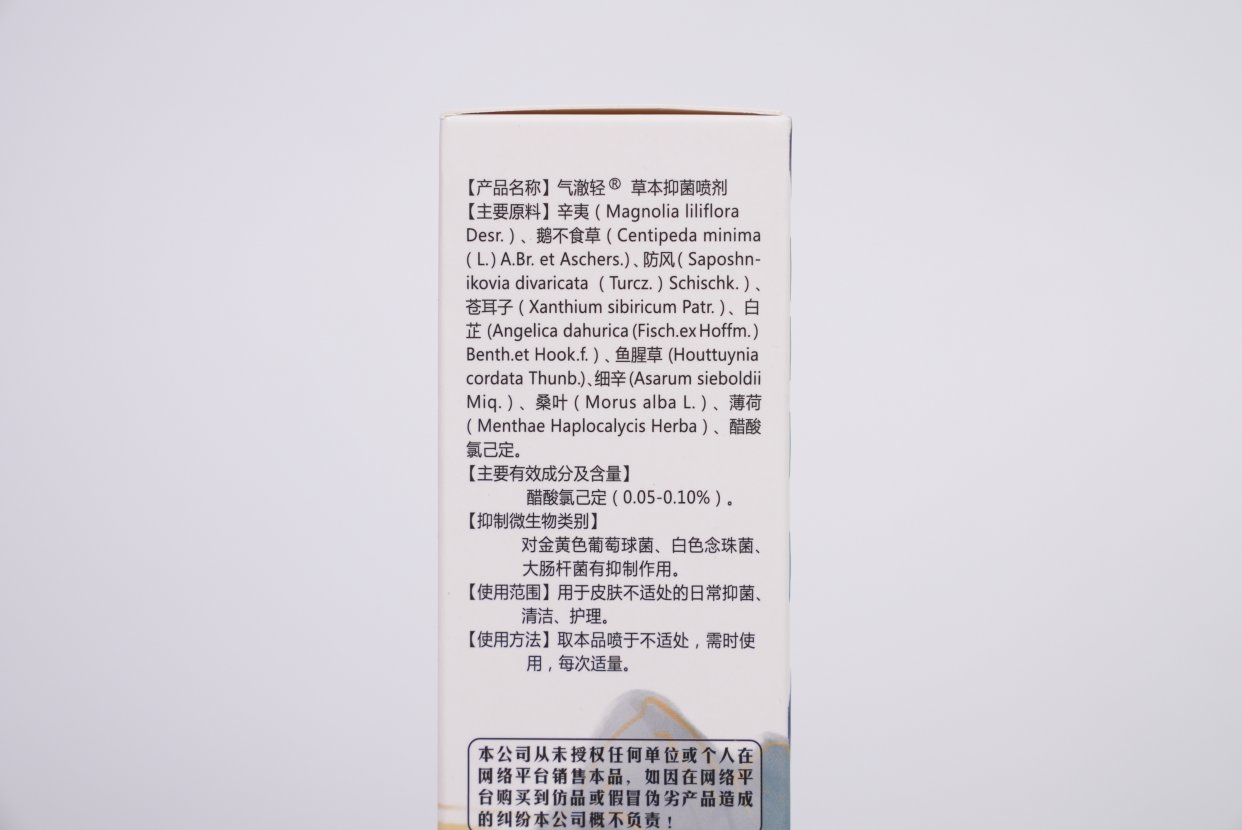 【产品名称】气澈轻® 草本抑菌喷剂
【主要原料】辛夷（Magnolia liliflora
Desr.）、鹅不食草（Centipeda minima
(L.) A.Br. et Aschers.)、防风( Saposhn-
ikovia divaricata （Turcz.）Schischk.）、
苍耳子（Xanthium sibiricum Patr.）、白
芷 (Angelica dahurica (Fisch.ex Hoffm.)
Benth.et Hook.f.）、鱼腥草 (Houttuynia
cordata Thunb.)、细辛 (Asarum sieboldii
Miq.）、桑叶（Morus alba L.）、薄荷
（Menthae Haplocalycis Herba）、醋酸
氯己定。
【主要有效成分及含量】
醋酸氯己定（0.05-0.10%）。
【抑制微生物类别】
对金黄色葡萄球菌、白色念珠菌、
大肠杆菌有抑制作用。
【使用范围】用于皮肤不适处的日常抑菌、
清洁、护理。
【使用方法】取本品喷于不适处，需时使
用，每次适量。
本公司从未授权任何单位或个人在
网络平台销售本品，如因在网络平
台购买到仿品或假冒伪劣产品造成
的纠纷本公司概不负责！